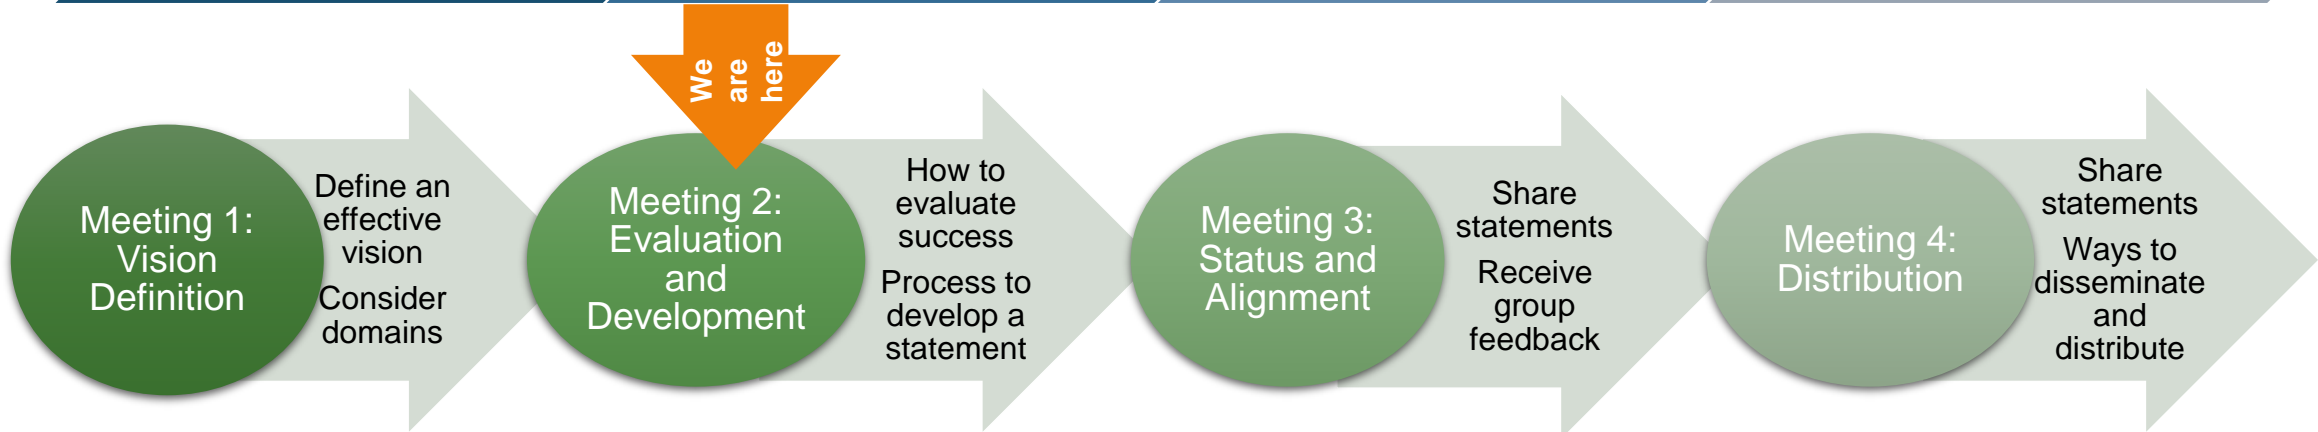 We
are
here
Meeting 1:
Vision
Definition
Define an
effective
vision
Consider
domains
Meeting 2:
Evaluation
and
Development
How to
evaluate
success
Process to
develop a
statement
Meeting 3:
Status and
Alignment
Share
statements
Receive
group
feedback
Meeting 4:
Distribution
Share
statements
Ways to
disseminate
and
distribute